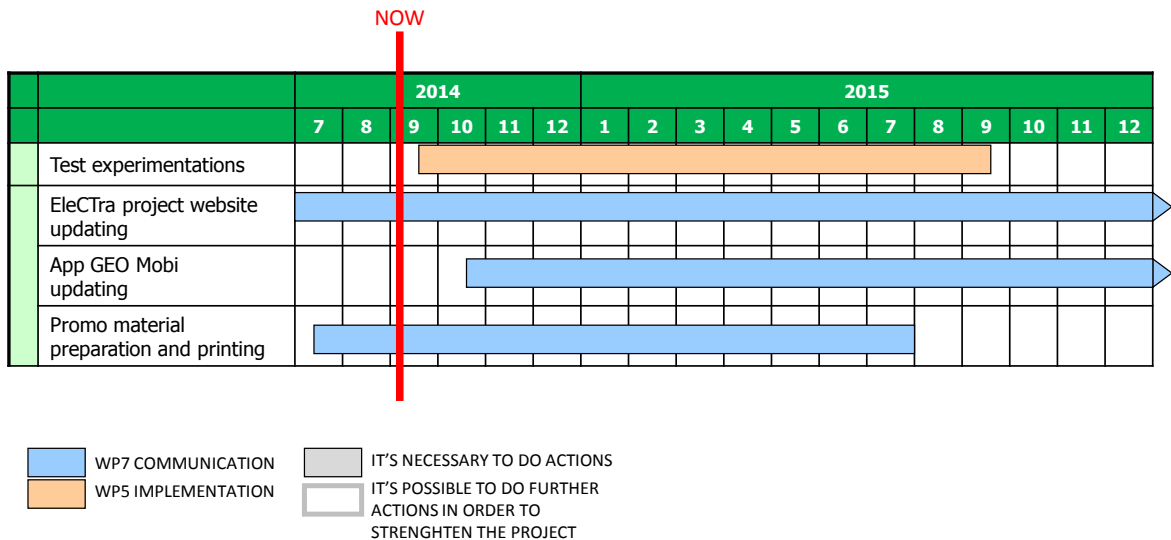 NOW
2014 2015
7 8 9 10 11 12 1 2 3 4 5 6 7 8 9 10 11 12
Test experimentations
EleCTra project website
updating
App GEO Mobi
updating
Promo material
preparation and printing
WP7 COMMUNICATION
WP5 IMPLEMENTATION
IT'S NECESSARY TO DO ACTIONS
IT'S POSSIBLE TO DO FURTHER
ACTIONS IN ORDER TO
STRENGHTEN THE PROJECT